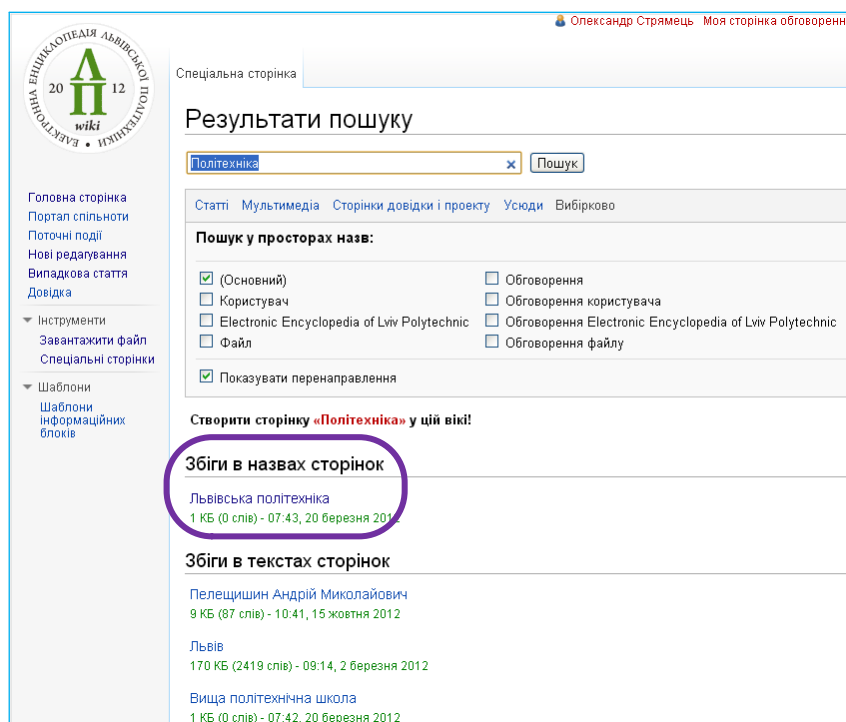 Олександр Стрямець Моя сторінка обговоренн
ЕЛЕКТРОННА ЕНЦИКЛОПЕДІЯ ЛЬВІВСЬКОЇ ПОЛІТЕХНІКИ
20 ЛП 12
wiki
Спеціальна сторінка
Результати пошуку
Політехніка × Пошук
Головна сторінка
Портал спільноти
Поточні події
Нові редагування
Випадкова стаття
Довідка
Інструменти
Завантажити файл
Спеціальні сторінки
Шаблони
Шаблони
інформаційних
блоків
Статті Мультимедіа Сторінки довідки і проекту Усюди Вибірково
Пошук у просторах назв:
(Основний) Обговорення
Користувач Обговорення користувача
Electronic Encyclopedia of Lviv Polytechnic Обговорення Electronic Encyclopedia of Lviv Polytechnic
Файл Обговорення файлу
Показувати перенаправлення
Створити сторінку «Політехніка» у цій вікі!
Збіги в назвах сторінок
Львівська політехніка
1 КБ (0 слів) - 07:43, 20 березня 2012
Збіги в текстах сторінок
Пелещишин Андрій Миколайович
9 КБ (87 слів) - 10:41, 15 жовтня 2012
Львів
170 КБ (2419 слів) - 09:14, 2 березня 2012
Вища політехнічна школа
1 КБ (0 слів) - 07:42, 20 березня 2012